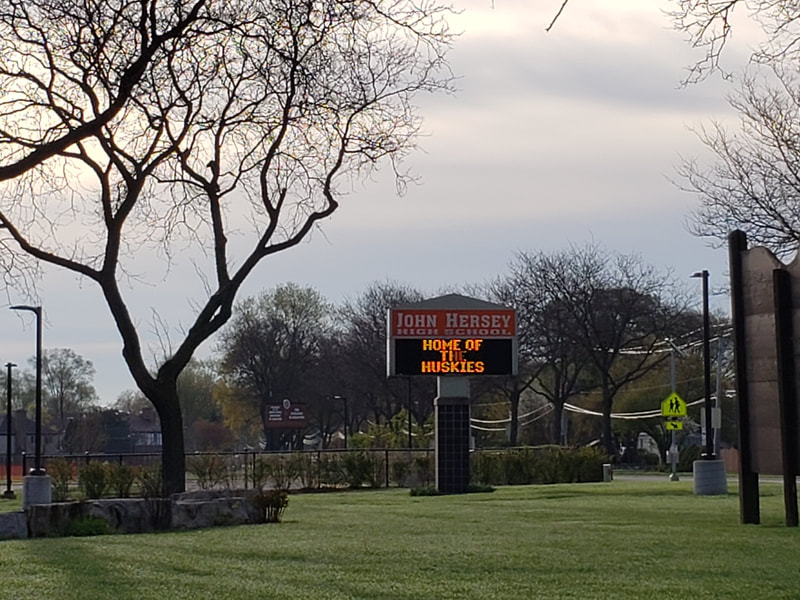 JOHN HERSEY
HIGH SCHOOL
HOME OF
THE
HUSKIES